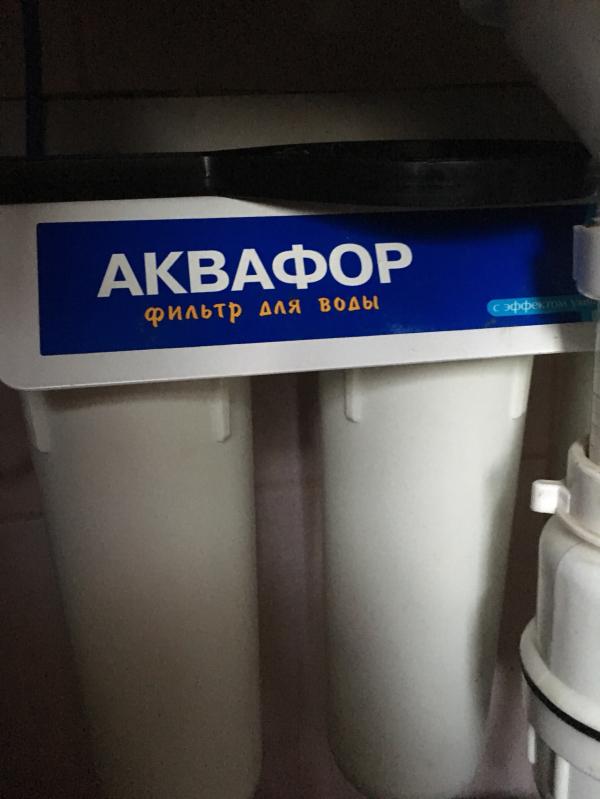 АКВАФОР
фильтр для воды
с эффектом